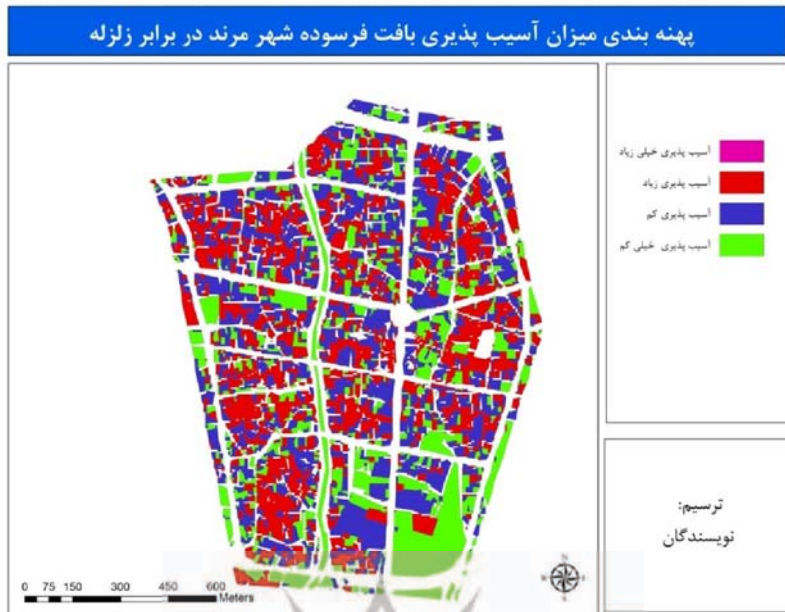 پهنه بندی میزان آسیب پذیری بافت فرسوده شهر مرند در برابر زلزله
آسیب پذیری خیلی زیاد
آسیب پذیری زیاد
آسیب پذیری کم
آسیب پذیری خیلی کم
ترسیم:
نویسندگان
N
W E
S
0 75 150 300 450 600
Meters